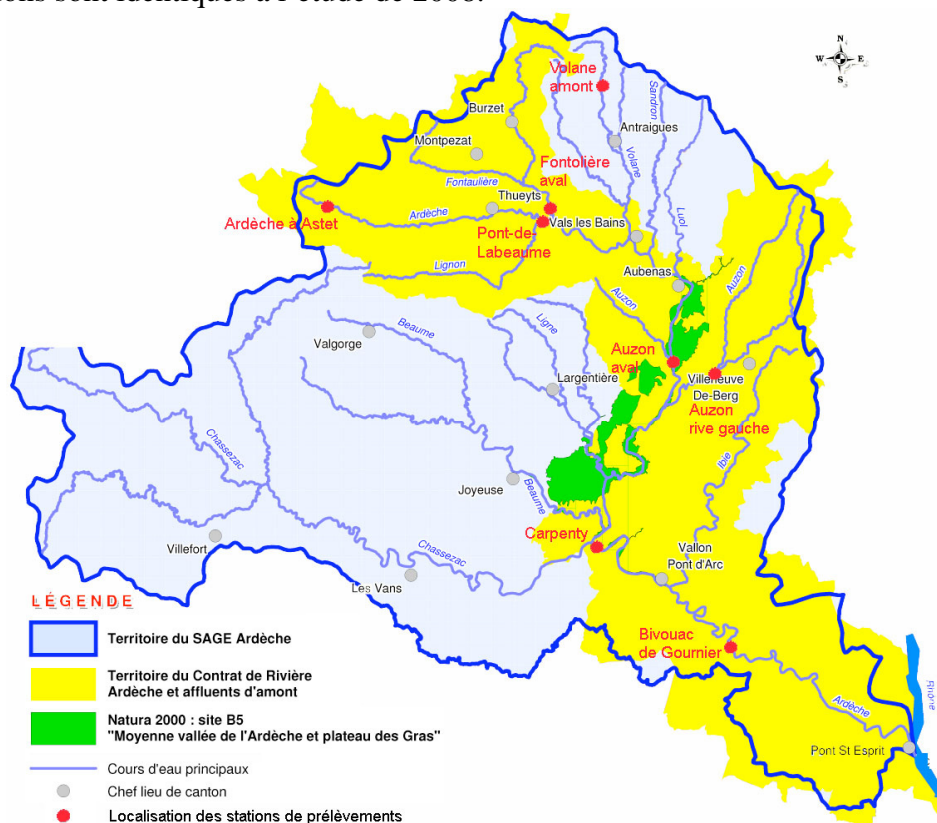 ons sont identiques à l'étude de 2008.
N
W E
S
Volane
amont
Burzet
Sandron
Antraigues
Montpezat
Volane
Fontolière
aval
Fontaulière
Thueyts
Luol
Ardèche à Astet
Ardèche
Vals les Bains
Pont-de-
Labeaume
Lignon
Aubenas
Auzon
Auzon
Beaume
Ligne
Valgorge
Auzon
aval
Largentière
Villeneuve
De-Berg
Auzon
rive gauche
Chassezac
Ibie
Joyeuse
Beaume
Carpenty
Villefort
Chassezac
Vallon
Pont d'Arc
Les Vans
LÉGENDE
Territoire du SAGE Ardèche
Bivouac
de Gournier
Territoire du Contrat de Rivière
Ardèche et affluents d'amont
Rhône
Natura 2000 : site B5
"Moyenne vallée de l'Ardèche et plateau des Gras"
Ardèche
Pont St Esprit
Cours d'eau principaux
Chef lieu de canton
Localisation des stations de prélèvements